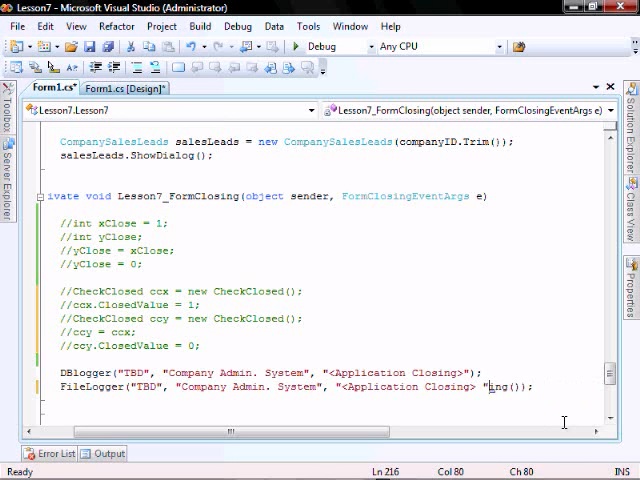 Lesson7 - Microsoft Visual Studio (Administrator)
File Edit View Refactor Project Build Debug Data Tools Test Window Help
Debug Any CPU
Form1.cs* Form1.cs [Design]*
Lesson7.Lesson7 Lesson7_FormClosing(object sender, FormClosingEventArgs e)
Toolbox
Server Explorer
CompanySalesLeads salesLeads = new CompanySalesLeads(companyID.Trim());
salesLeads.ShowDialog();
ivate void Lesson7_FormClosing(object sender, FormClosingEventArgs e)
//int xClose = 1;
//int yClose;
//yClose = xClose;
//yClose = 0;
//CheckClosed ccx = new CheckClosed();
//ccx.ClosedValue = 1;
//CheckClosed ccy = new CheckClosed();
//ccy = ccx;
//ccy.ClosedValue = 0;
DBlogger("TBD", "Company Admin. System", "<Application Closing>");
FileLogger("TBD", "Company Admin. System", "<Application Closing> "ing());
Solution Explorer
Class View
Properties
Error List Output
Ready Ln 216 Col 80 Ch 80 INS